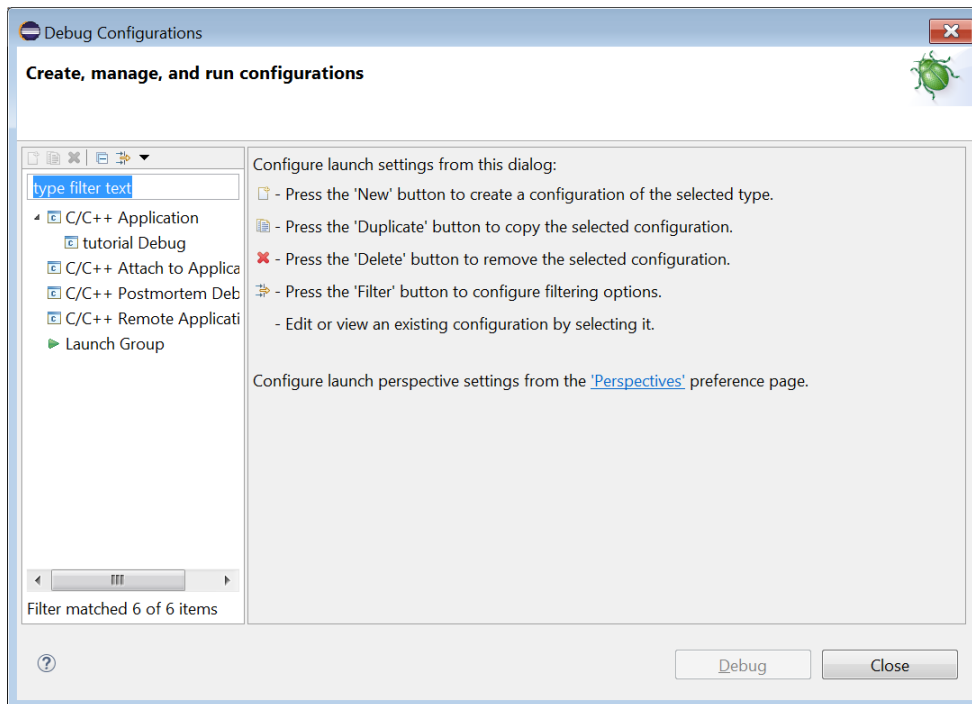 Debug Configurations
Create, manage, and run configurations
type filter text
C/C++ Application
tutorial Debug
C/C++ Attach to Applica
C/C++ Postmortem Deb
C/C++ Remote Applicati
Launch Group
Filter matched 6 of 6 items
Configure launch settings from this dialog:
- Press the 'New' button to create a configuration of the selected type.
- Press the 'Duplicate' button to copy the selected configuration.
- Press the 'Delete' button to remove the selected configuration.
- Press the 'Filter' button to configure filtering options.
- Edit or view an existing configuration by selecting it.
Configure launch perspective settings from the 'Perspectives' preference page.
Debug
Close